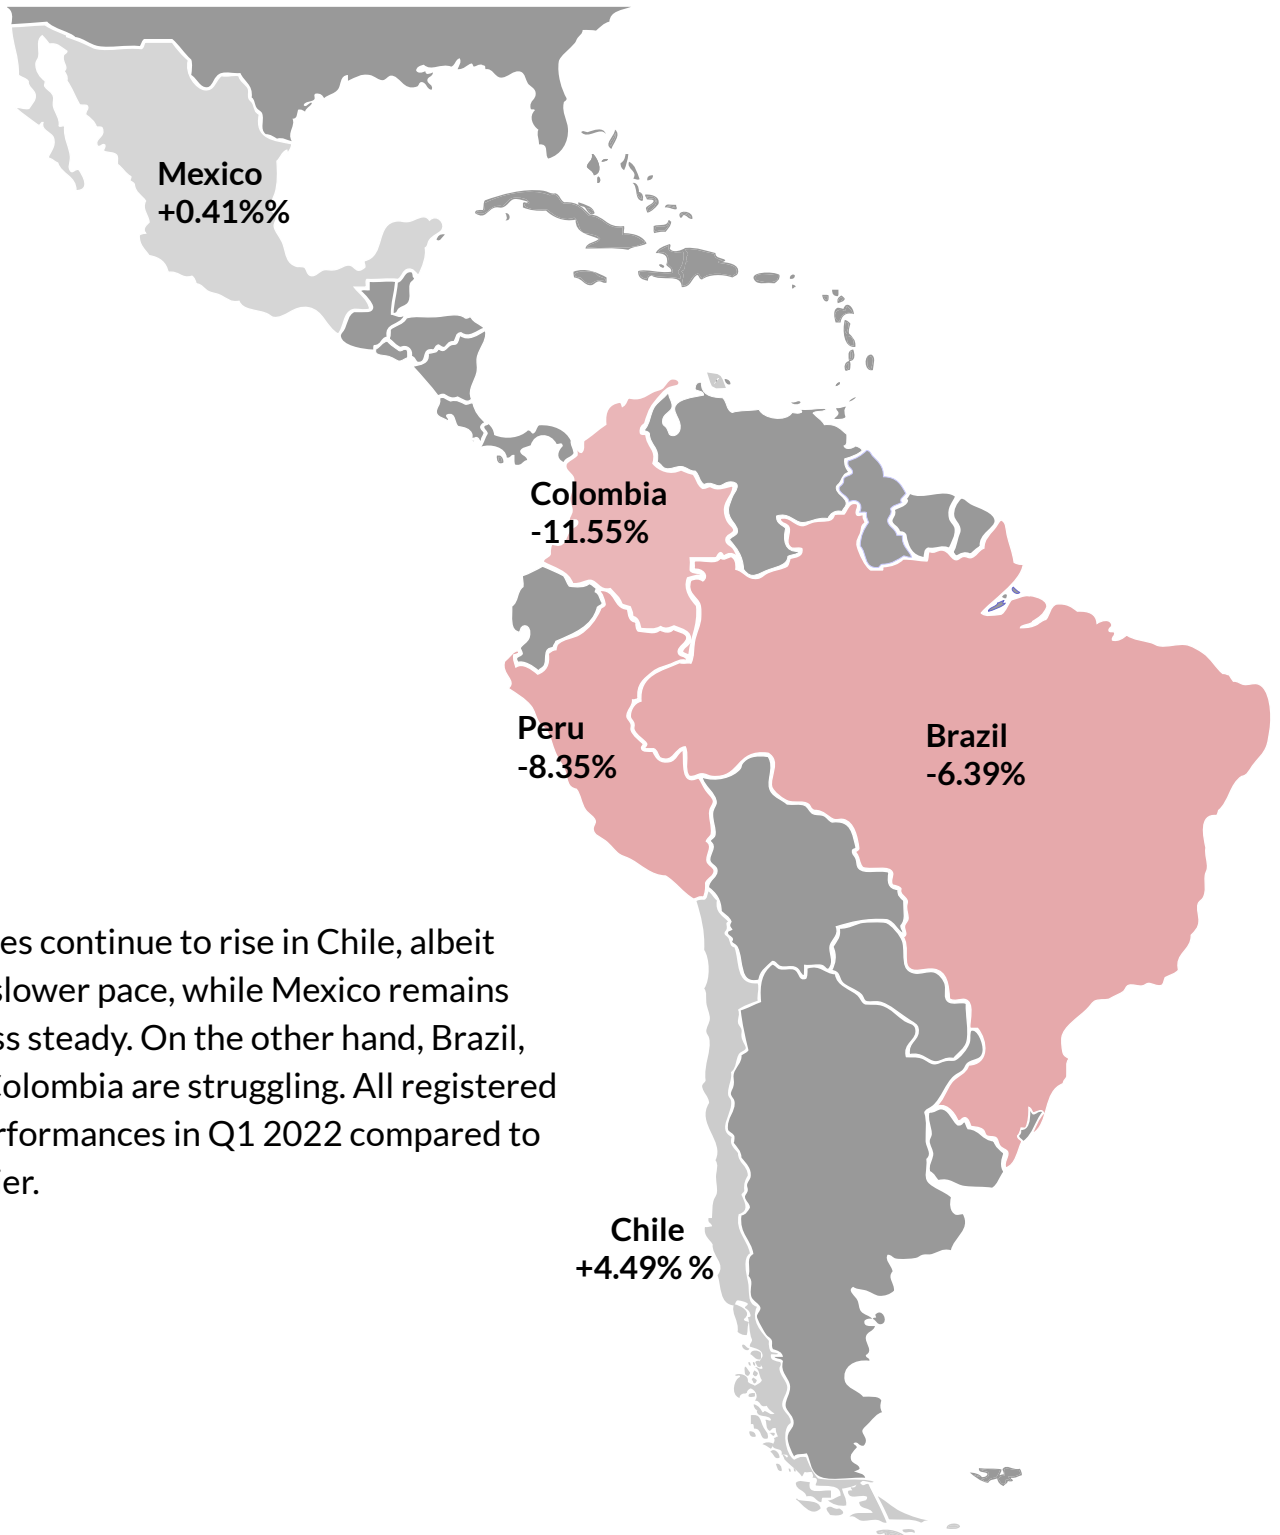 Mexico
+0.41%%
Colombia
-11.55%
Peru
-8.35%
Brazil
-6.39%
es continue to rise in Chile, albeit
slower pace, while Mexico remains
ss steady. On the other hand, Brazil,
Colombia are struggling. All registered
rformances in Q1 2022 compared to
ier.
Chile
+4.49% %